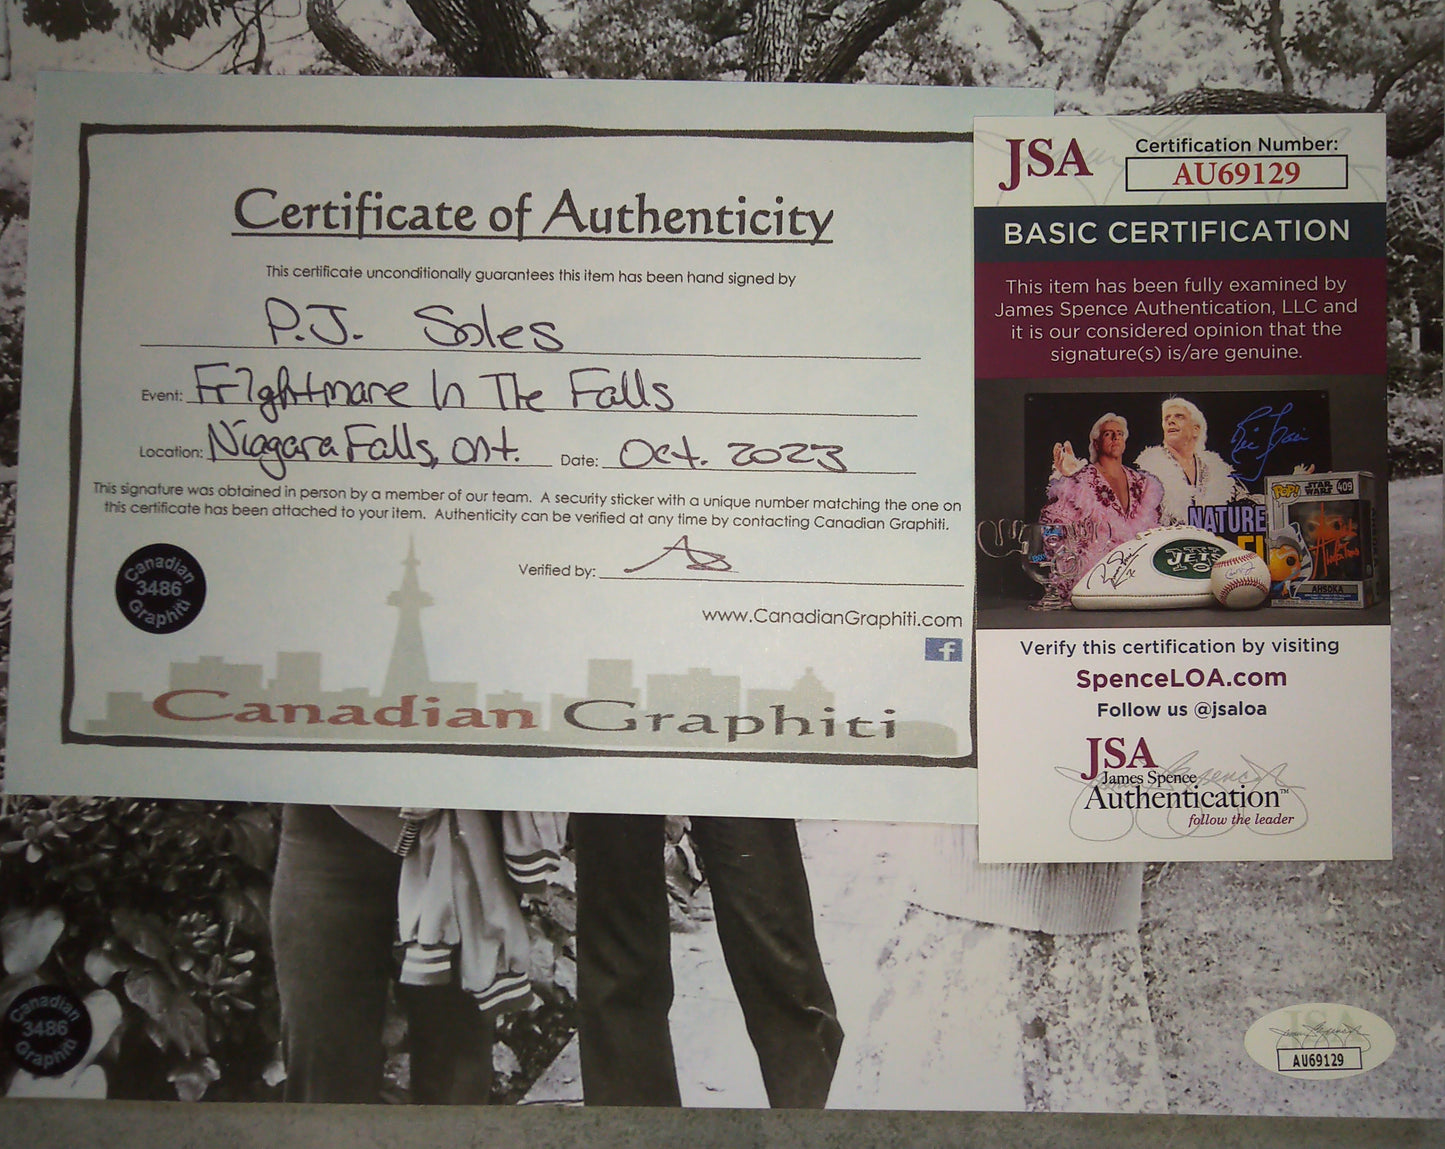 Certificate of Authenticity
This certificate unconditionally guarantees this item has been hand signed by
P.J. Soles
Event: Frightmare In The Falls
Location: Niagara Falls, Ont. Date: Oct. 2023
This signature was obtained in person by a member of our team. A security sticker with a unique number matching the one on
this certificate has been attached to your item. Authenticity can be verified at any time by contacting Canadian Graphiti.
Verified by:
Canadian
3486
Graphiti
www.CanadianGraphiti.com
f
Canadian Graphiti
JSA
Certification Number:
AU69129
BASIC CERTIFICATION
This item has been fully examined by
James Spence Authentication, LLC and
it is our considered opinion that the
signature(s) is/are genuine.
NATURE
JETS
POP!
STAR WARS
409
AHSOKA
Verify this certification by visiting
SpenceLOA.com
Follow us @jsaloa
JSA
James Spence
Authentication™
follow the leader
Canadian
3486
Graphiti
JSA
AU69129